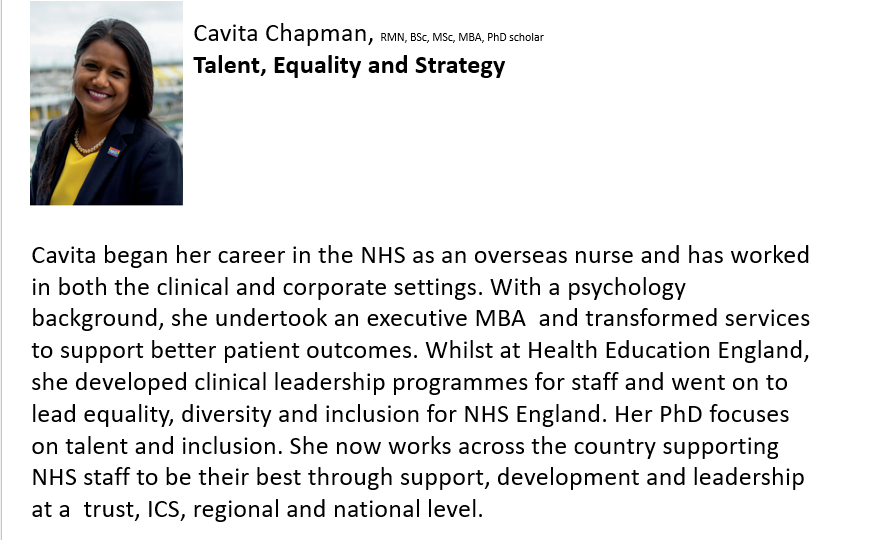 Cavita Chapman, RMN, BSc, MSc, MBA, PhD scholar
Talent, Equality and Strategy
Cavita began her career in the NHS as an overseas nurse and has worked
in both the clinical and corporate settings. With a psychology
background, she undertook an executive MBA  and transformed services
to support better patient outcomes. Whilst at Health Education England,
she developed clinical leadership programmes for staff and went on to
lead equality, diversity and inclusion for NHS England. Her PhD focuses
on talent and inclusion. She now works across the country supporting
NHS staff to be their best through support, development and leadership
at a  trust, ICS, regional and national level.